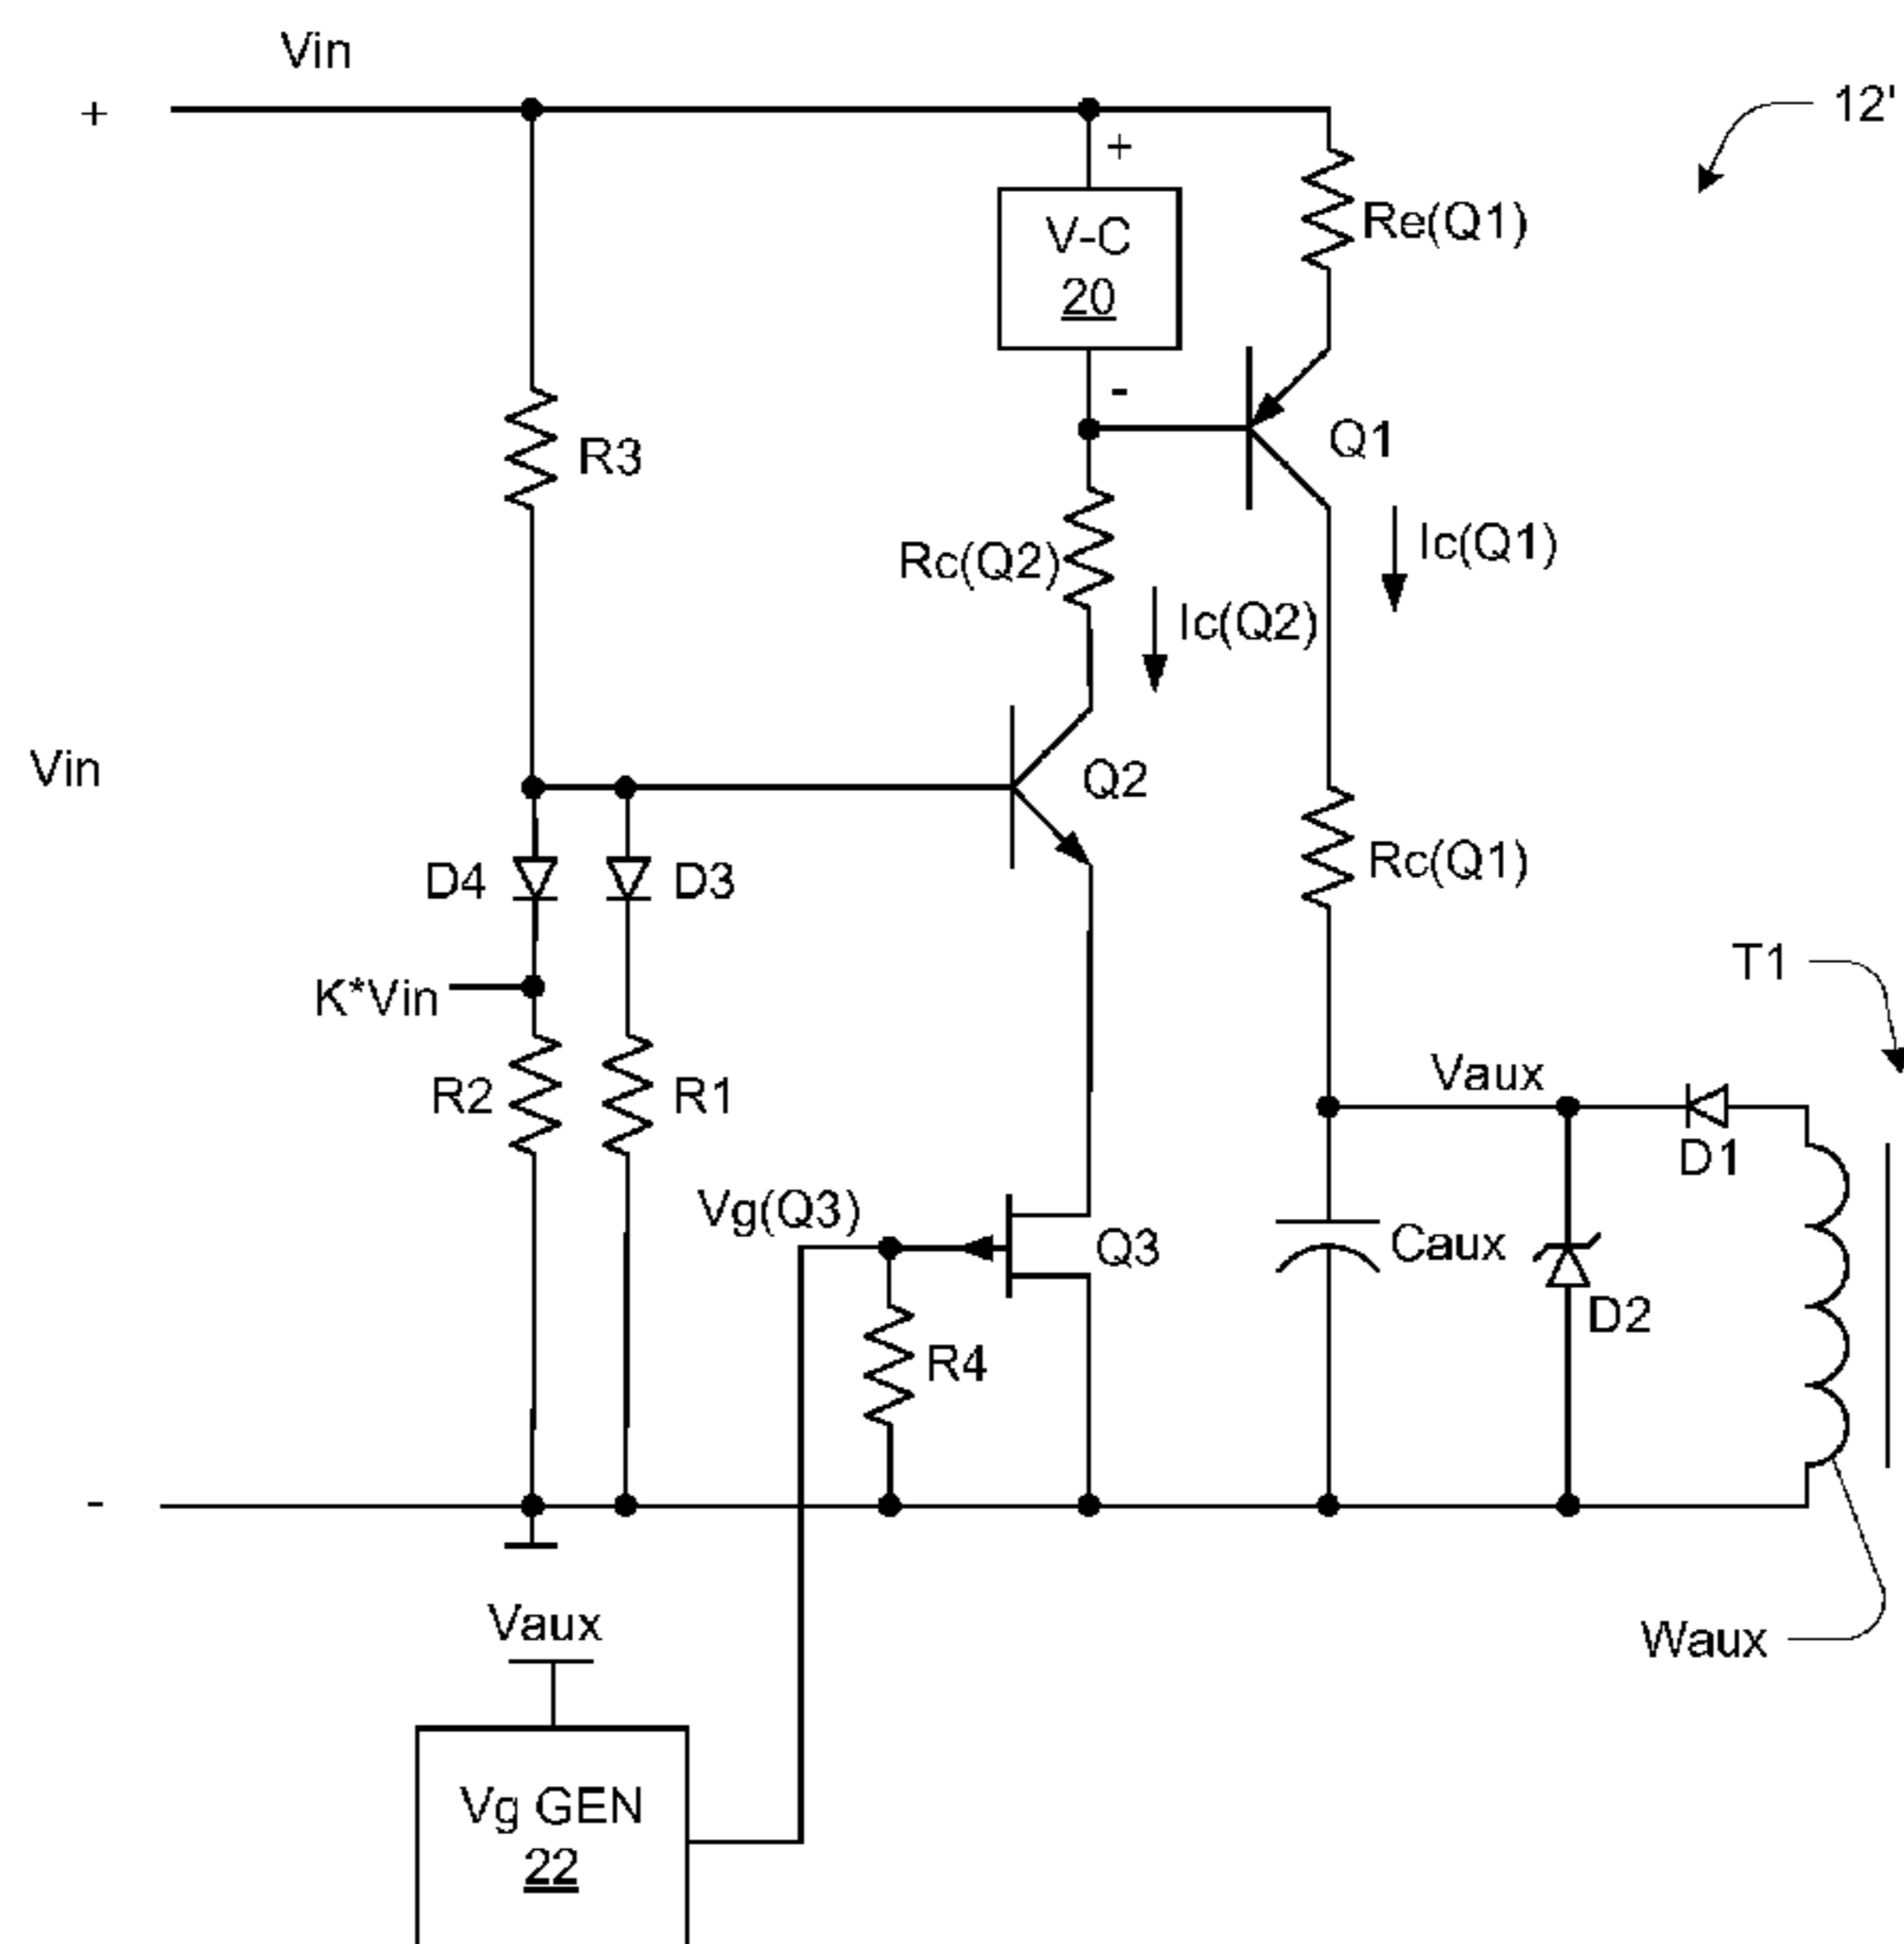 Vin
+
12'
+
V-C
20
Re(Q1)
-
Q1
R3
Rc(Q2)
Ic(Q1)
Ic(Q2)
Vin
Q2
D4
D3
Rc(Q1)
K*Vin
T1
R2
R1
Vaux
D1
Vg(Q3)
Q3
Caux
D2
R4
-
Vaux
Waux
Vg GEN
22